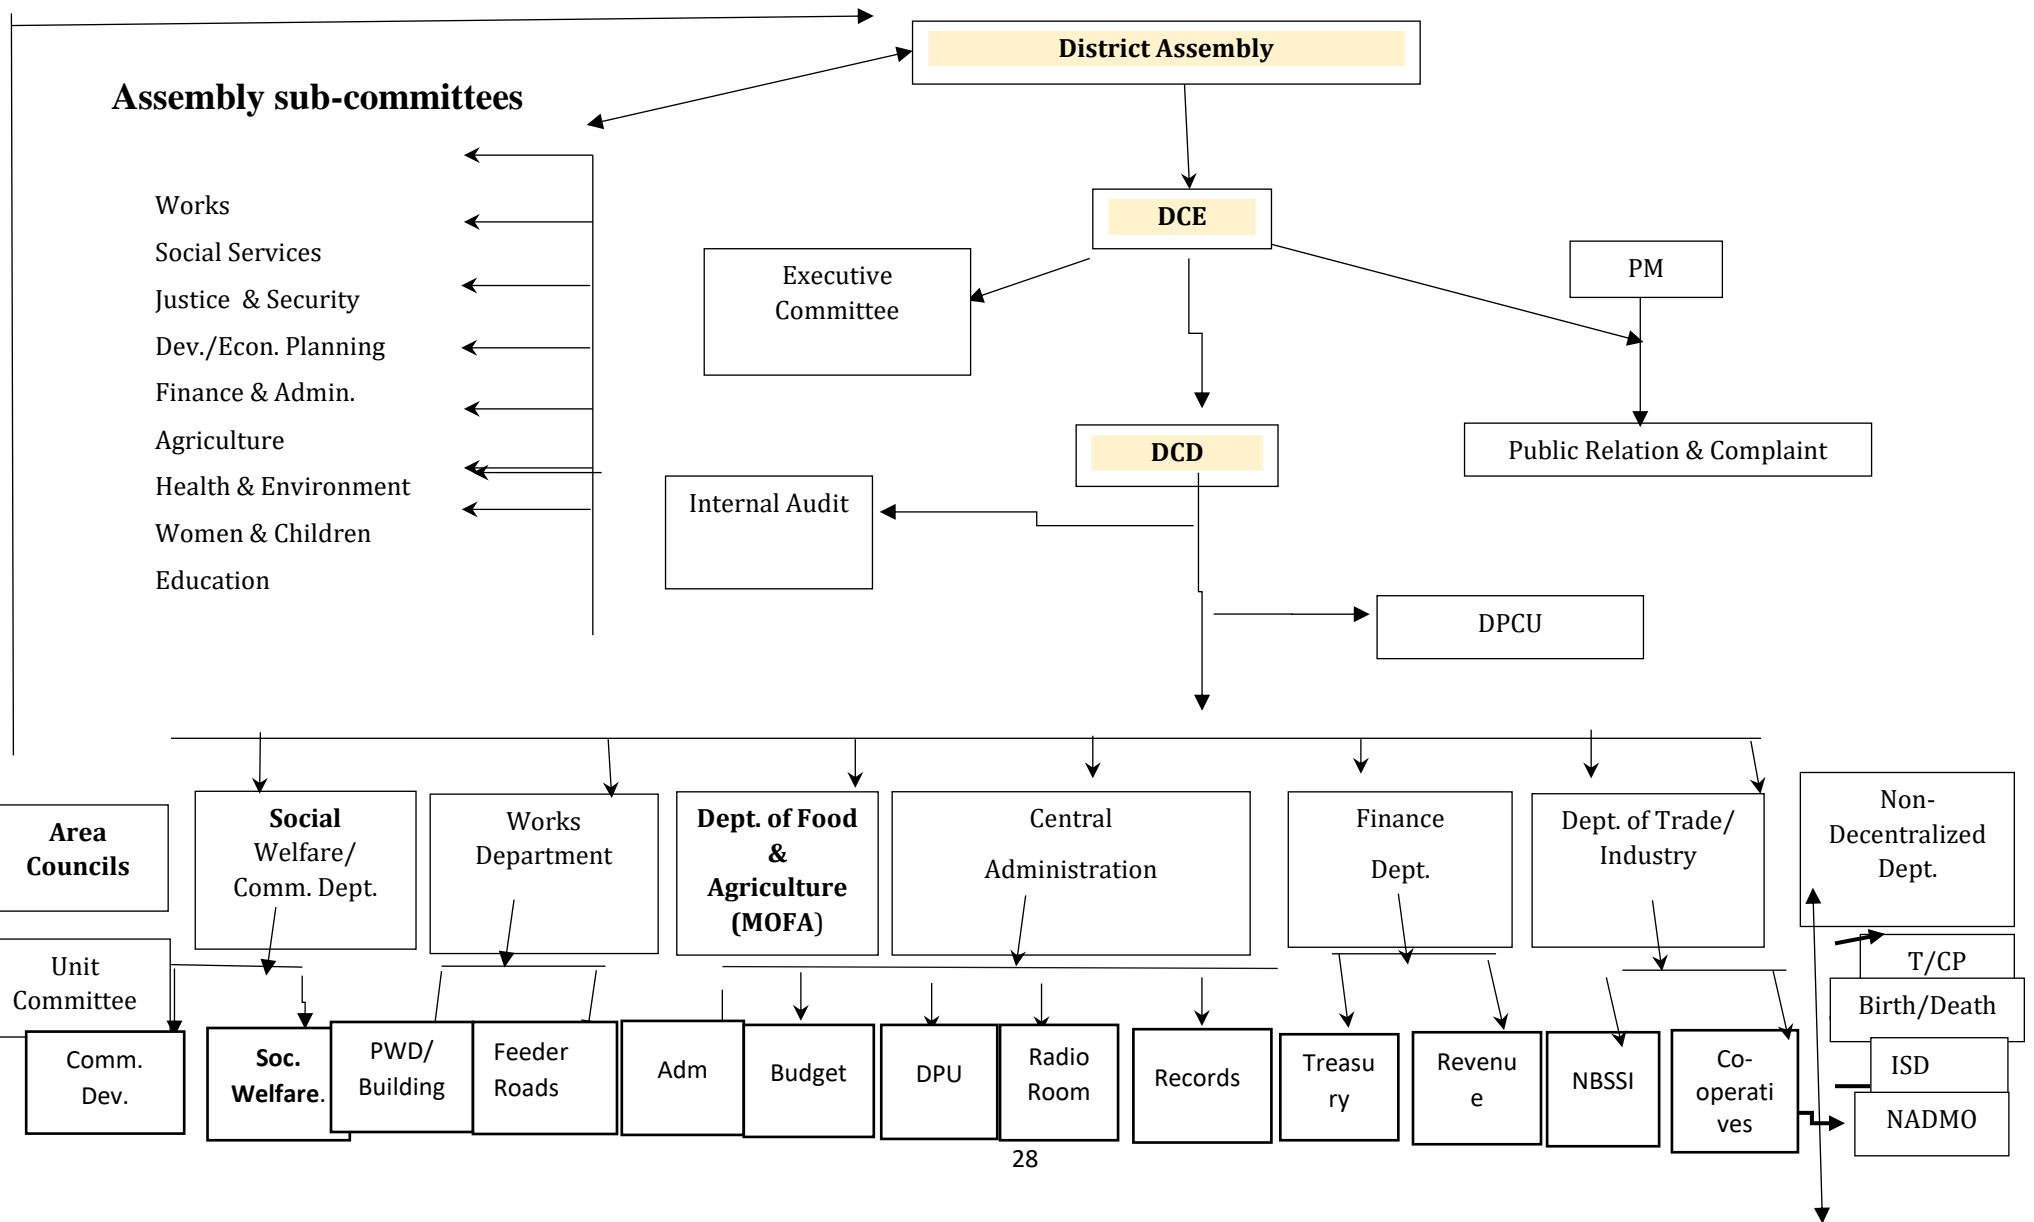 District Assembly
Assembly sub-committees
Works
Social Services
Justice & Security
Dev./Econ. Planning
Finance & Admin.
Agriculture
Health & Environment
Women & Children
Education
DCE
Executive
Committee
PM
Public Relation & Complaint
DCD
Internal Audit
DPCU
Area
Councils
Social
Welfare/
Comm. Dept.
Works
Department
Dept. of Food
&
Agriculture
(MOFA)
Central
Administration
Finance
Dept.
Dept. of Trade/
Industry
Non-
Decentralized
Dept.
Unit
Committee
T/CP
Birth/Death
ISD
NADMO
Comm.
Dev.
Soc.
Welfare.
PWD/
Building
Feeder
Roads
Adm
Budget
DPU
Radio
Room
Records
Treasu
ry
Revenu
e
NBSSI
Co-
operati
ves
28